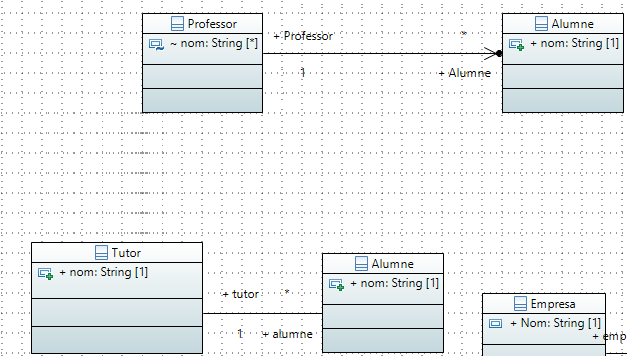 Professor
~ nom: String [*]
+ Professor
*
1
+ Alumne
Alumne
+ nom: String [1]
Tutor
+ nom: String [1]
+ tutor
*
1
+ alumne
Alumne
+ nom: String [1]
Empresa
+ Nom: String [1]
+ emp